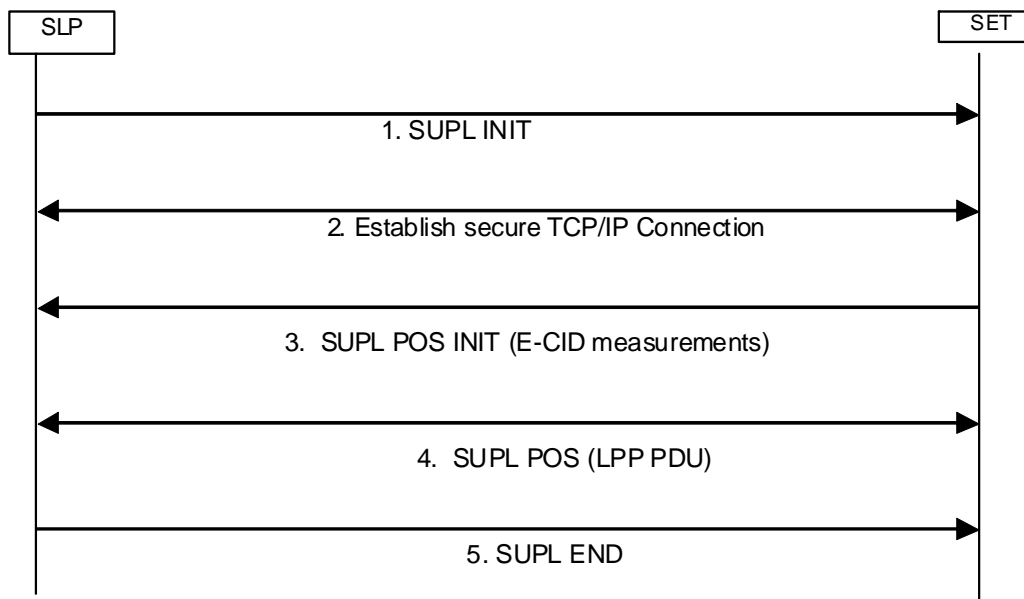 SLP
SET
1. SUPL INIT
2. Establish secure TCP/IP Connection
3. SUPL POS INIT (E-CID measurements)
4. SUPL POS (LPP PDU)
5. SUPL END